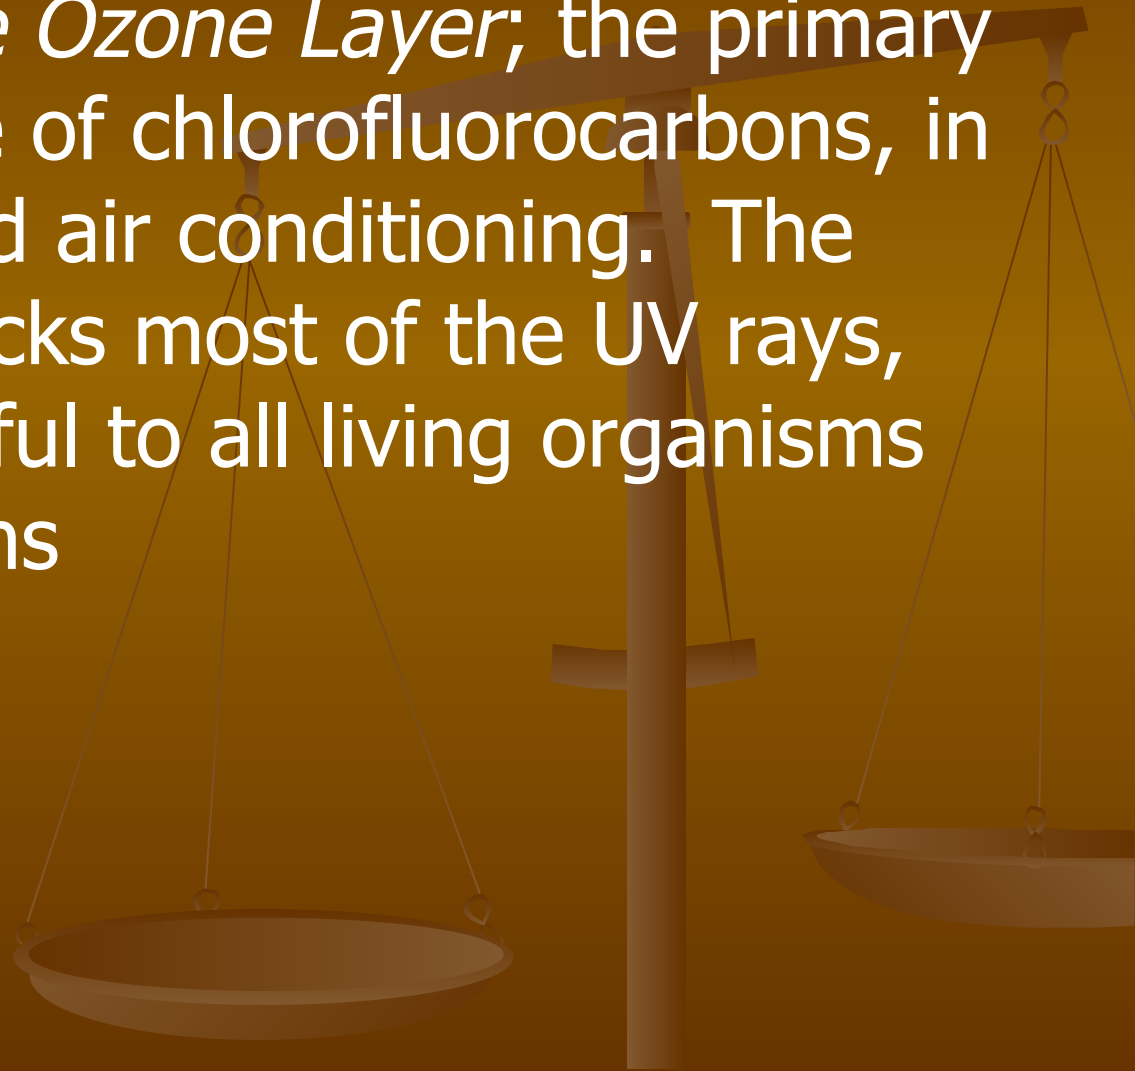 e Ozone Layer; the primary
e of chlorofluorocarbons, in
d air conditioning. The
cks most of the UV rays,
ful to all living organisms
ns